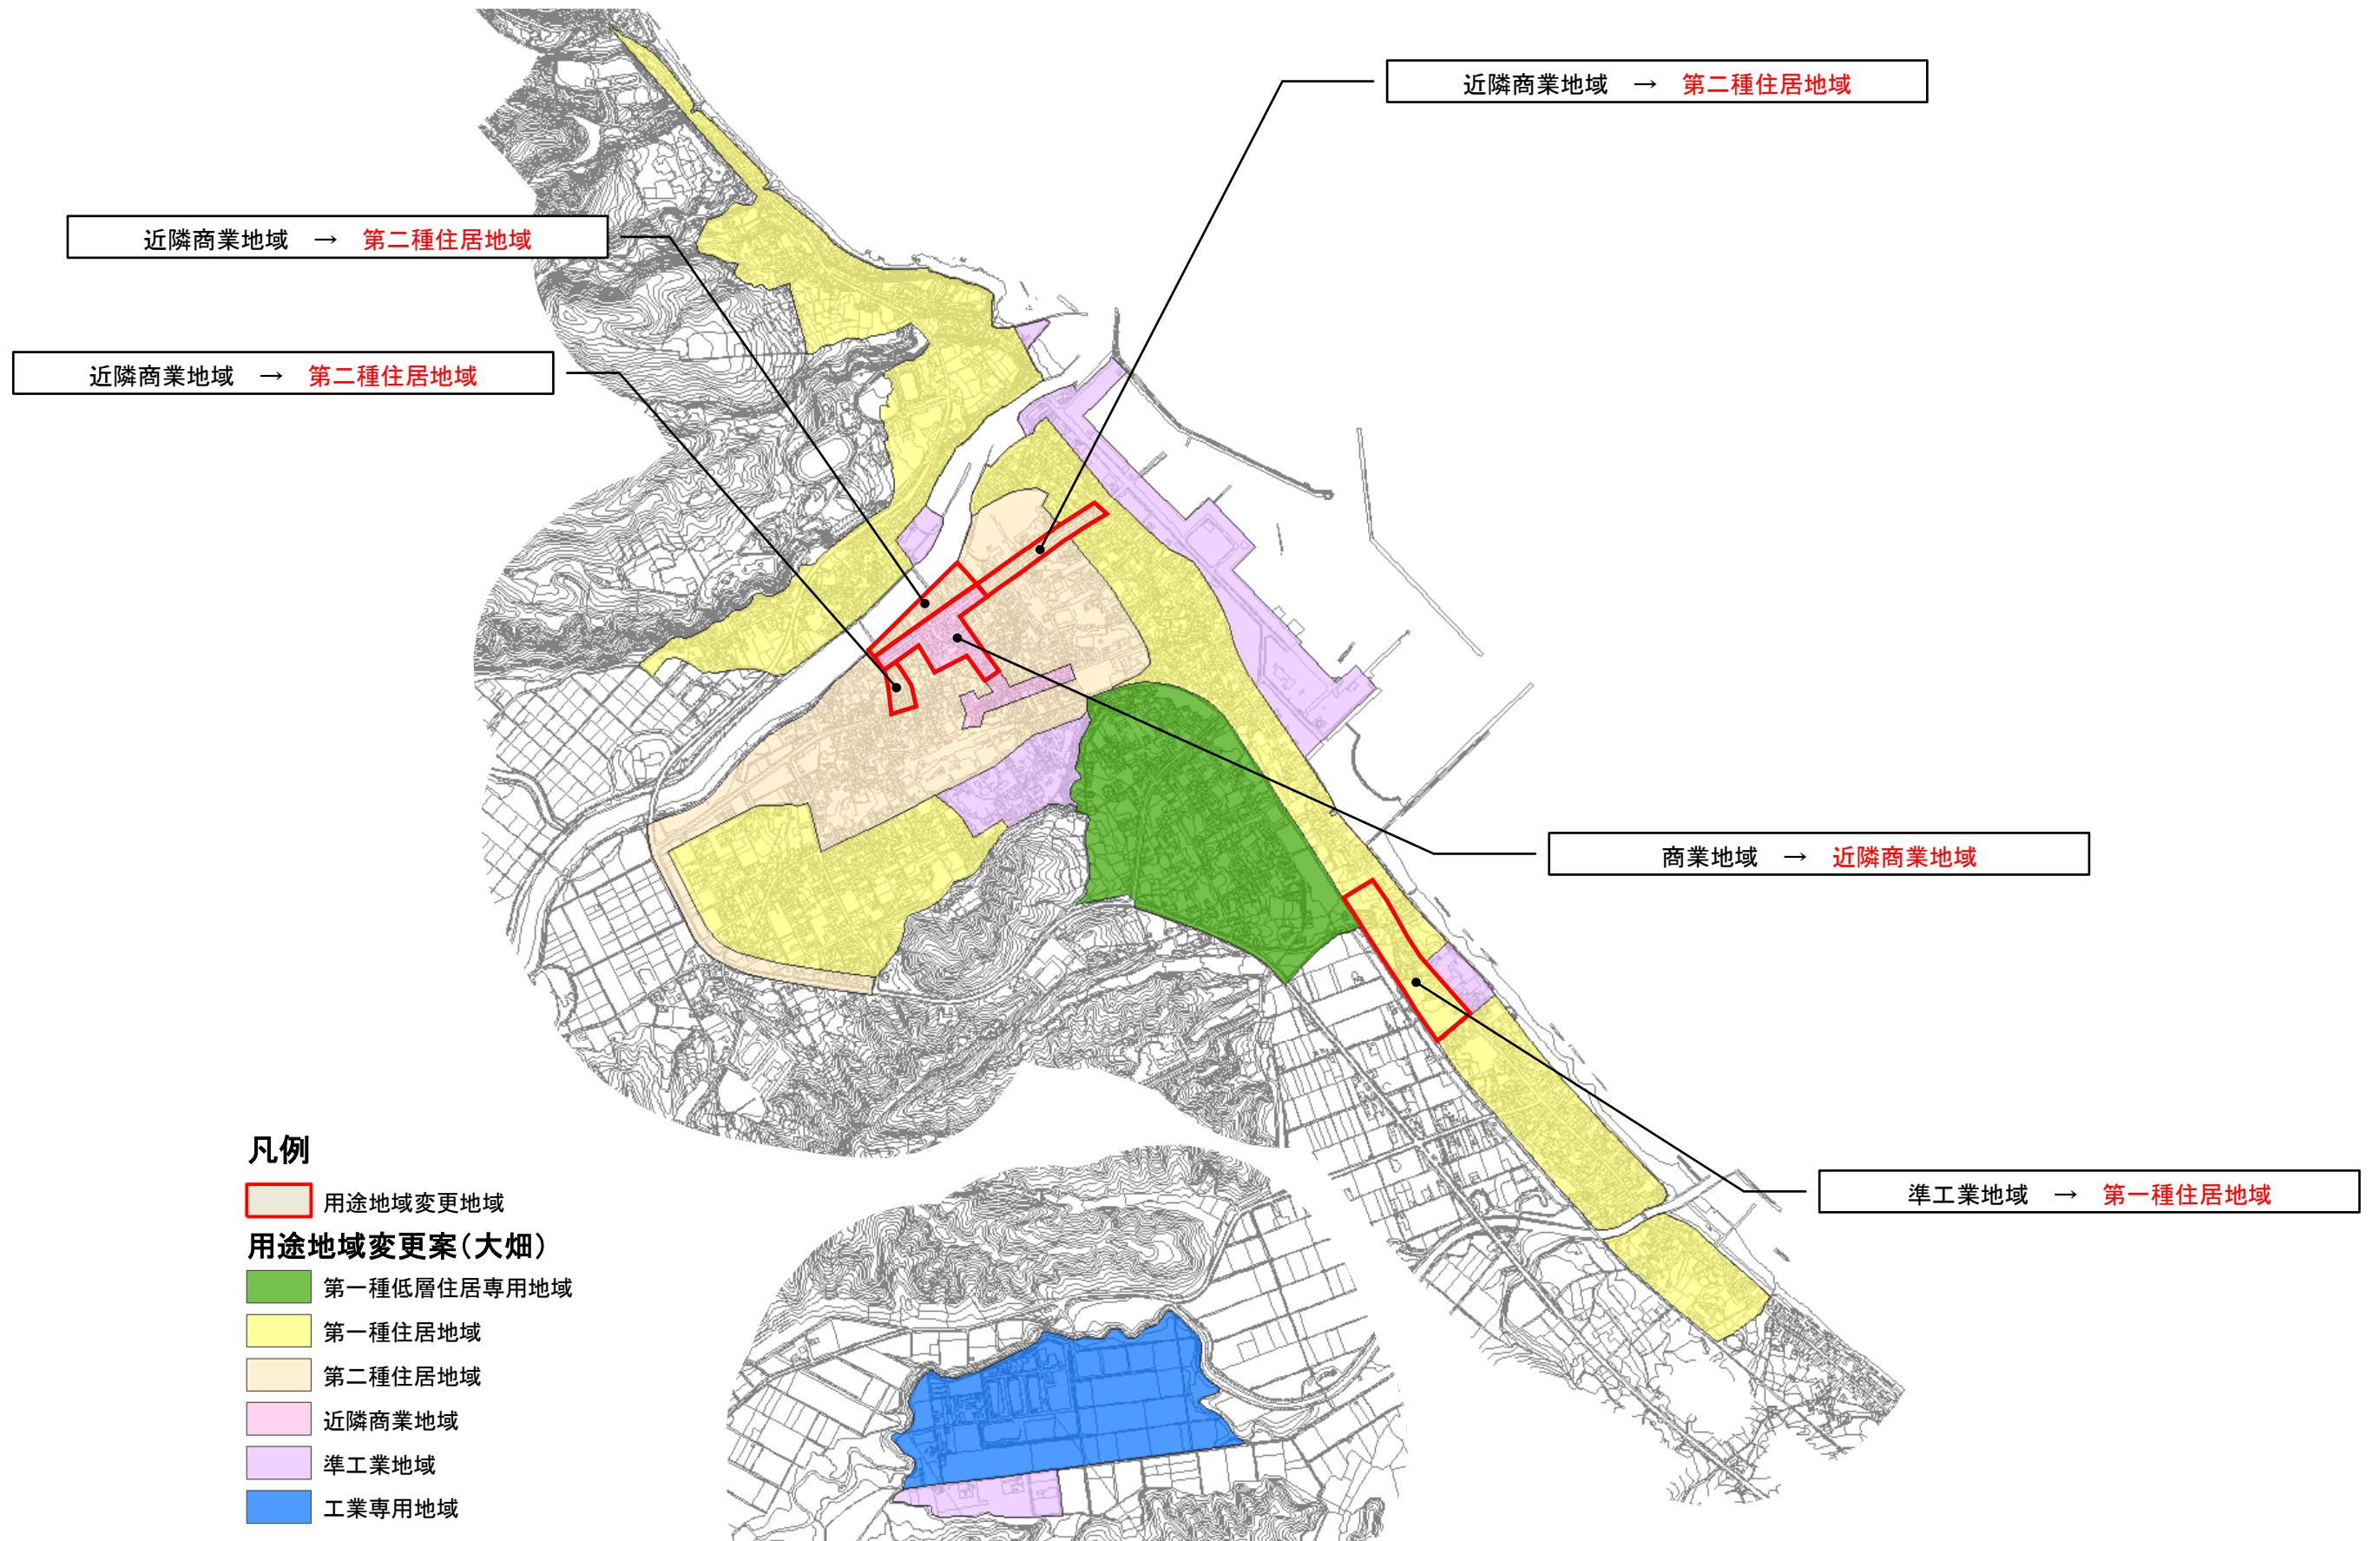 近隣商業地域 → 第二種住居地域
近隣商業地域 → 第二種住居地域
近隣商業地域 → 第二種住居地域
商業地域 → 近隣商業地域
準工業地域 → 第一種住居地域
凡例
用途地域変更地域
用途地域変更案(大畑)
第一種低層住居専用地域
第一種住居地域
第二種住居地域
近隣商業地域
準工業地域
工業専用地域